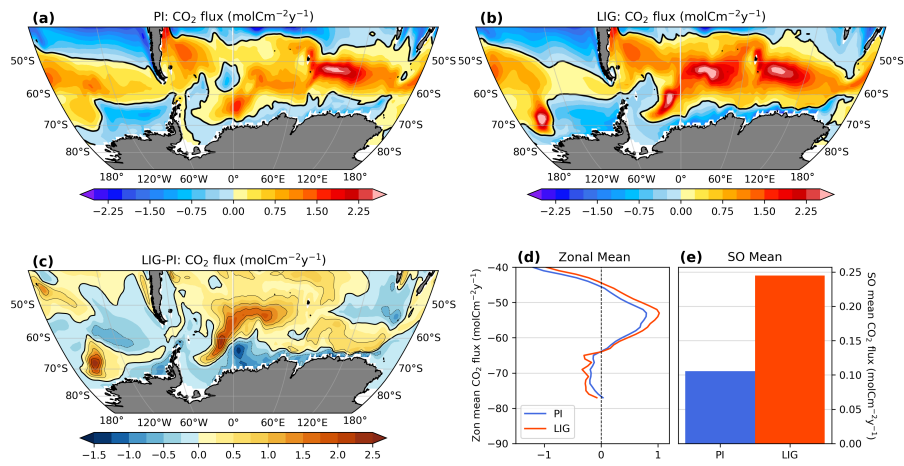 (a) PI: CO₂ flux (molCm⁻²y⁻¹)
50°S
60°S
70°S
80°S
50°S
60°S
70°S
80°S
180° 120°W 60°W 0° 60°E 120°E 180°
−2.25 −1.50 −0.75 0.00 0.75 1.50 2.25
(b) LIG: CO₂ flux (molCm⁻²y⁻¹)
50°S
60°S
70°S
80°S
50°S
60°S
70°S
80°S
180° 120°W 60°W 0° 60°E 120°E 180°
−2.25 −1.50 −0.75 0.00 0.75 1.50 2.25
(c) LIG-PI: CO₂ flux (molCm⁻²y⁻¹)
50°S
60°S
70°S
80°S
50°S
60°S
70°S
80°S
180° 120°W 60°W 0° 60°E 120°E 180°
−1.5 −1.0 −0.5 0.0 0.5 1.0 1.5 2.0 2.5
(d) Zonal Mean
Zon mean CO₂ flux (molCm⁻²y⁻¹)
−40
−50
−60
−70
−80
−90
PI
LIG
−1 0 1
(e) SO Mean
0.25
0.20
0.15
0.10
0.05
0.00
SO mean CO₂ flux (molCm⁻²y⁻¹)
PI LIG